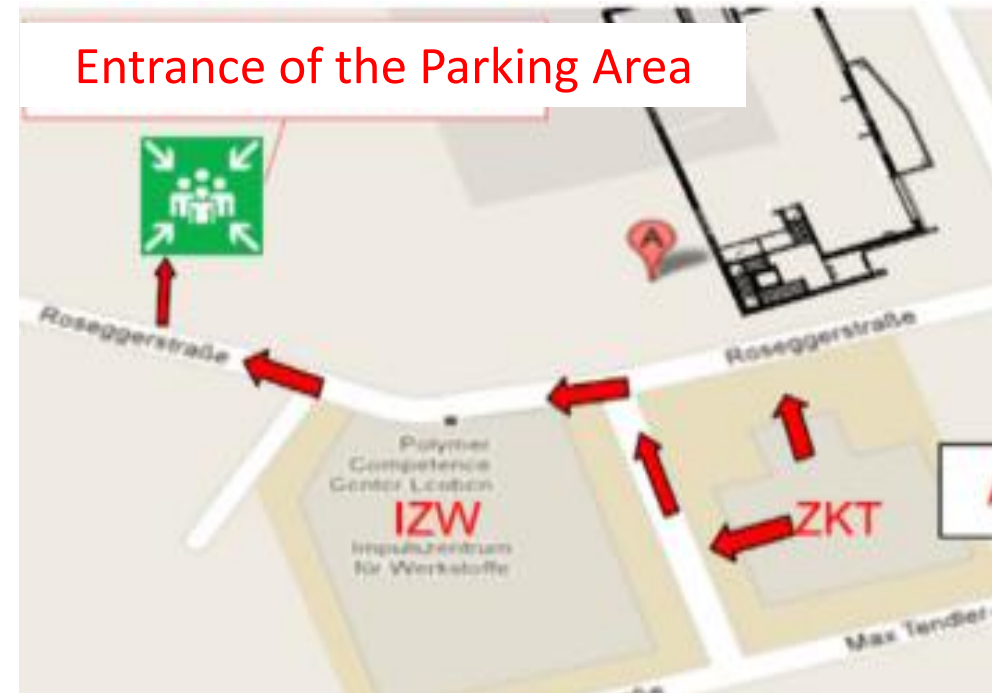 Entrance of the Parking Area
A
Roseggerstraße
Roseggerstraße
Polymer
Competence
Center Leoben
IZW
Impulszentrum
für Werkstoffe
ZKT
Max Tendler-